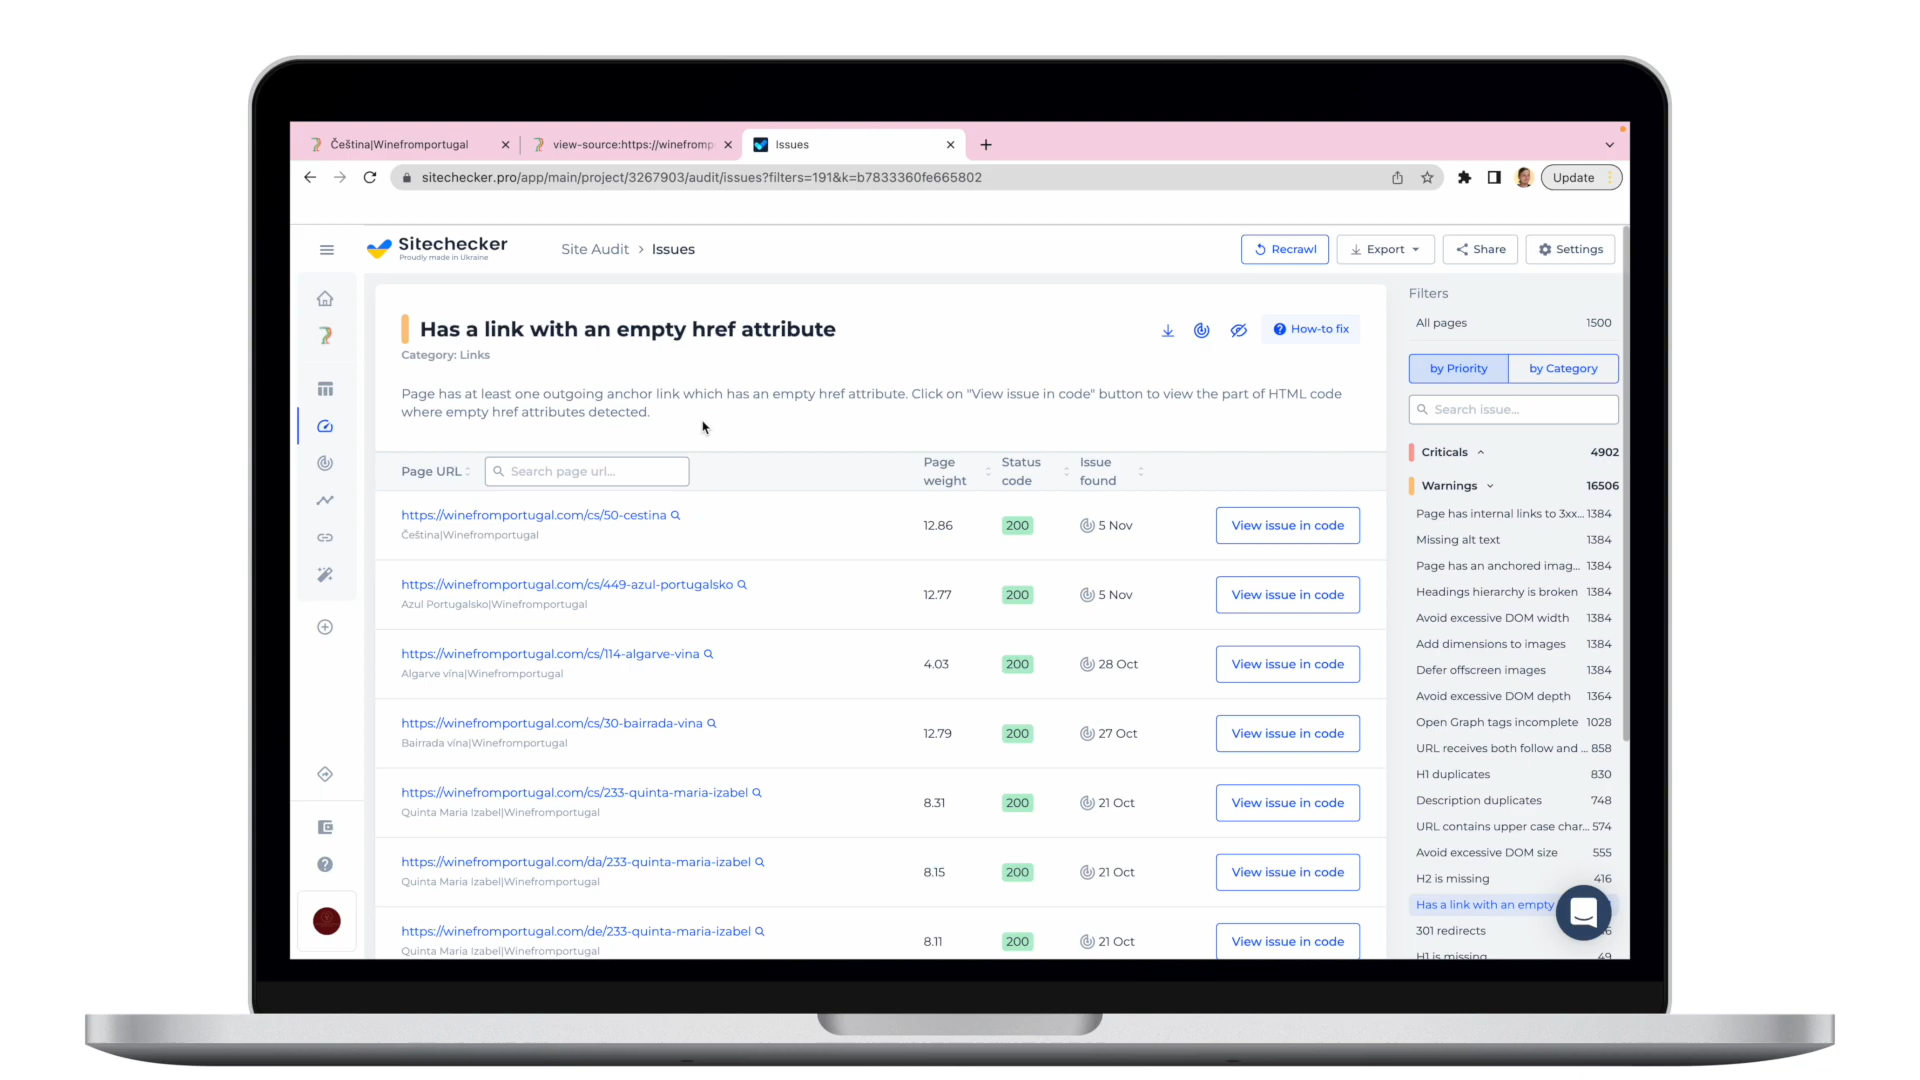 Čeština|Winefromportugal
view-source:https://winefromp
Issues
sitechecker.pro/app/main/project/3267903/audit/issues?filters=191&k=b7833360fe665802
Update
Sitechecker
Proudly made in Ukraine
Site Audit > Issues
Recrawl
Export
Share
Settings
Has a link with an empty href attribute
How-to fix
Category: Links
Page has at least one outgoing anchor link which has an empty href attribute. Click on "View issue in code" button to view the part of HTML code
where empty href attributes detected.
Page URL
Search page url...
Page weight
Status code
Issue found
https://winefromportugal.com/cs/50-cestina
Čeština|Winefromportugal
12.86
200
5 Nov
View issue in code
https://winefromportugal.com/cs/449-azul-portugalsko
Azul Portugalsko|Winefromportugal
12.77
200
5 Nov
View issue in code
https://winefromportugal.com/cs/114-algarve-vina
Algarve vína|Winefromportugal
4.03
200
28 Oct
View issue in code
https://winefromportugal.com/cs/30-bairrada-vina
Bairrada vína|Winefromportugal
12.79
200
27 Oct
View issue in code
https://winefromportugal.com/cs/233-quinta-maria-izabel
Quinta Maria Izabel|Winefromportugal
8.31
200
21 Oct
View issue in code
https://winefromportugal.com/da/233-quinta-maria-izabel
Quinta Maria Izabel|Winefromportugal
8.15
200
21 Oct
View issue in code
https://winefromportugal.com/de/233-quinta-maria-izabel
Quinta Maria Izabel|Winefromportugal
8.11
200
21 Oct
View issue in code
Filters
All pages 1500
by Priority
by Category
Search issue...
Criticals 4902
Warnings 16506
Page has internal links to 3xx... 1384
Missing alt text 1384
Page has an anchored imag... 1384
Headings hierarchy is broken 1384
Avoid excessive DOM width 1384
Add dimensions to images 1384
Defer offscreen images 1384
Avoid excessive DOM depth 1364
Open Graph tags incomplete 1028
URL receives both follow and ... 858
H1 duplicates 830
Description duplicates 748
URL contains upper case char... 574
Avoid excessive DOM size 555
H2 is missing 416
Has a link with an empty
301 redirects
H1 is missing 49